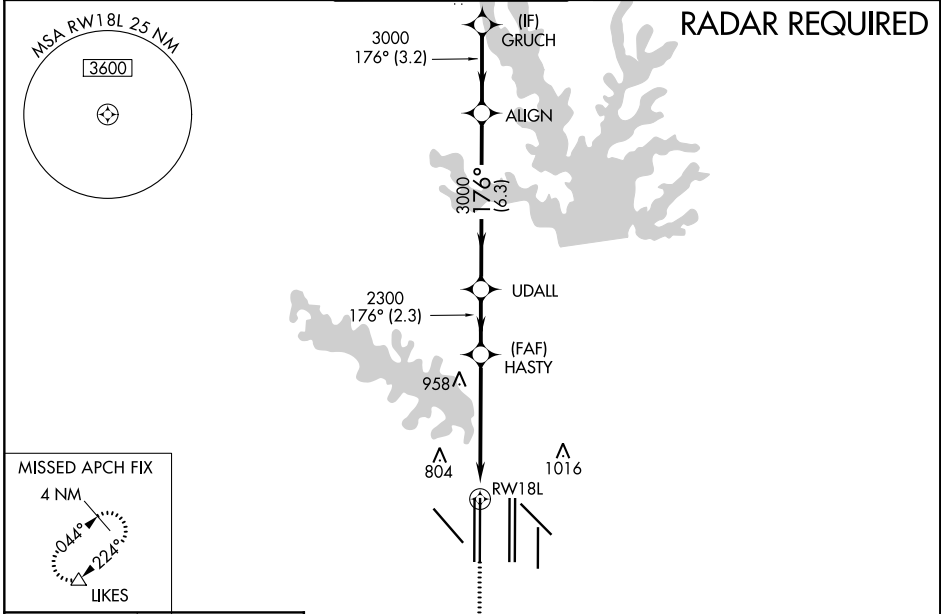 RADAR REQUIRED
MSA RW18L 25 NM
3600
(IF)
GRUCH
3000
176° (3.2)
ALIGN
3000
176°
(6.3)
UDALL
2300
176° (2.3)
(FAF)
HASTY
958
804
1016
RW18L
RW18L
MISSED APCH FIX
4 NM
044°
224°
LIKES